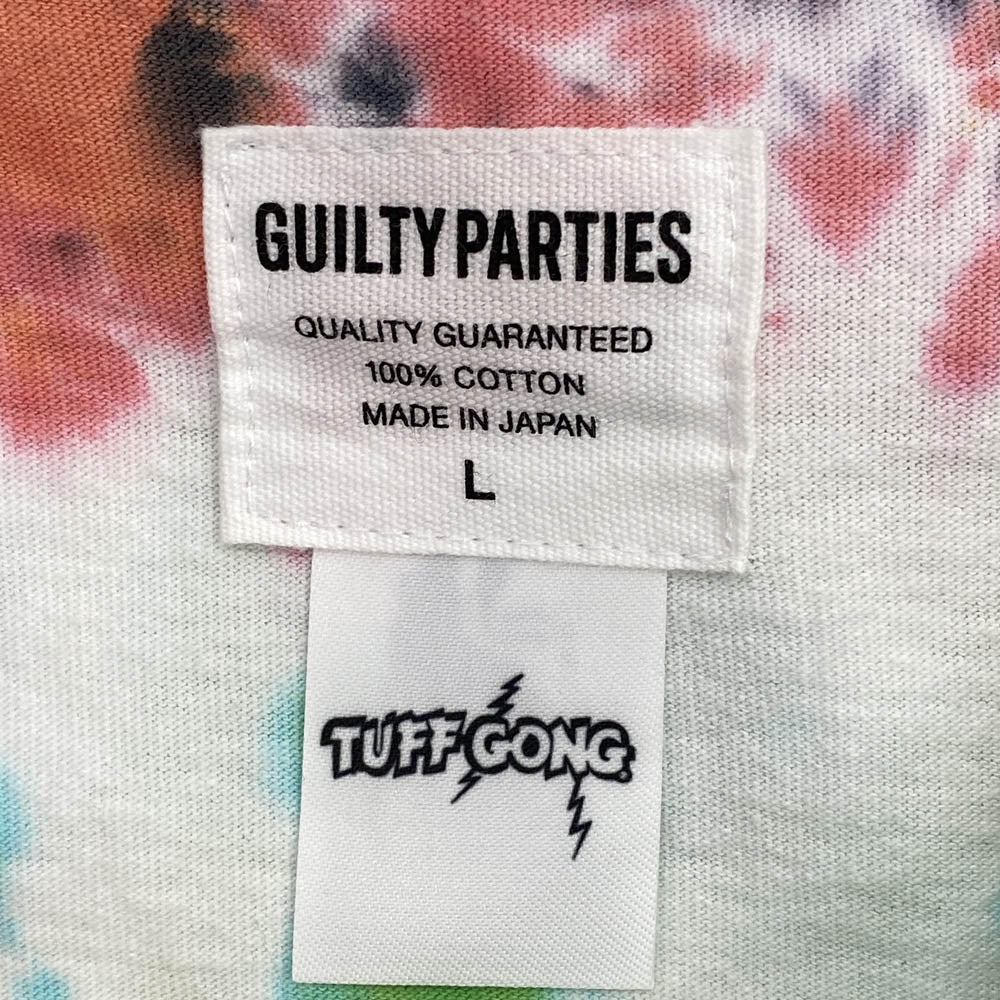 GUILTY PARTIES
QUALITY GUARANTEED
100% COTTON
MADE IN JAPAN
L
TUFF GONG